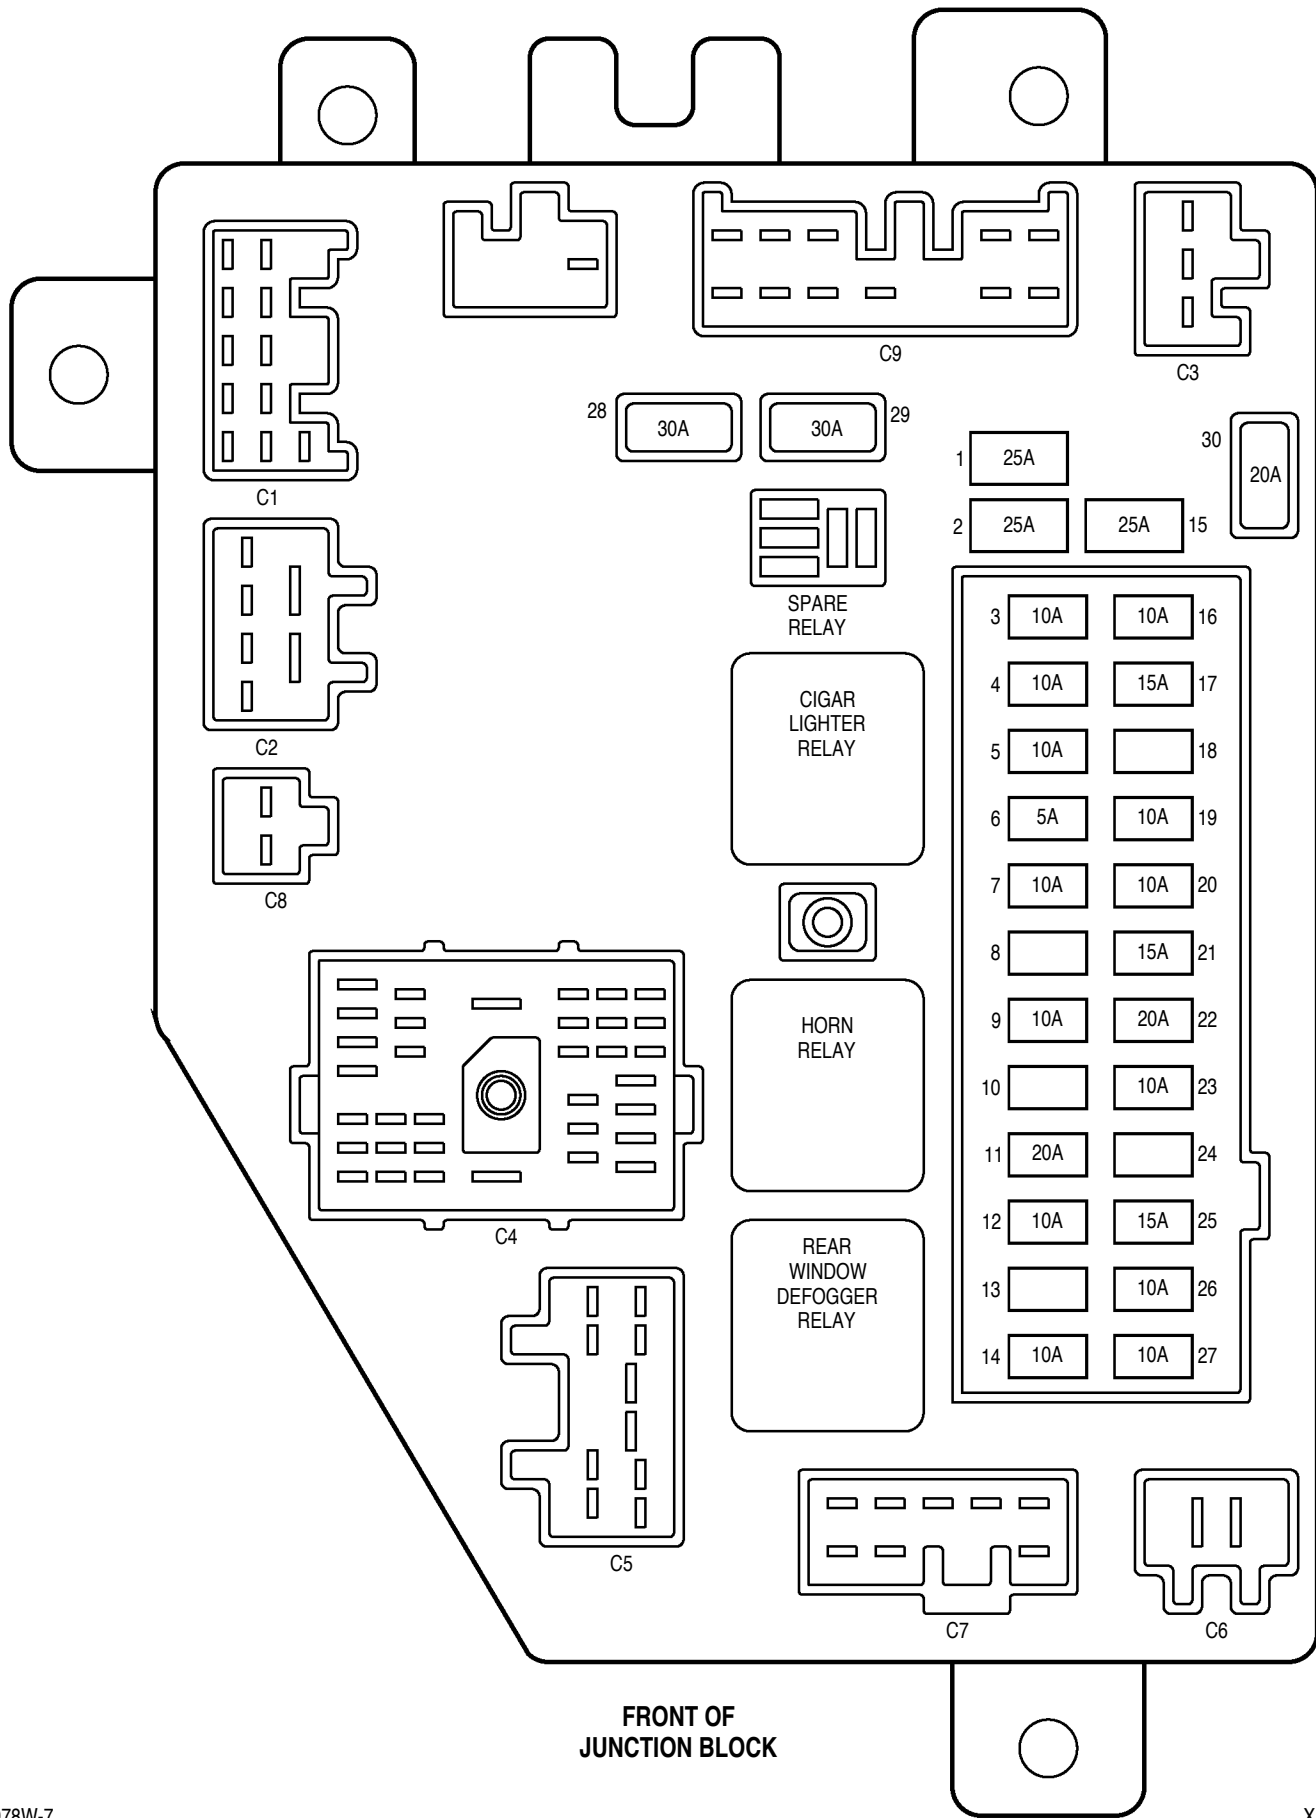 C9
C3
28
30A
30A
29
1
25A
30
20A
C1
2
25A
25A
15
SPARE
RELAY
3
10A
10A
16
4
10A
15A
17
CIGAR
LIGHTER
RELAY
C2
5
10A
18
6
5A
10A
19
7
10A
10A
20
C8
8
15A
21
9
10A
20A
22
HORN
RELAY
10
10A
23
11
20A
24
C4
12
10A
15A
25
REAR
WINDOW
DEFOGGER
RELAY
13
10A
26
14
10A
10A
27
C5
C7
C6
FRONT OF
JUNCTION BLOCK
078W-7
X